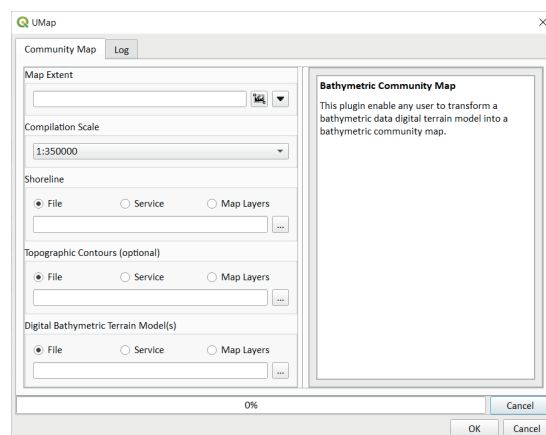 UMap
Community Map Log
Map Extent
Compilation Scale
1:350000
Shoreline
File Service Map Layers
...
Topographic Contours (optional)
File Service Map Layers
...
Digital Bathymetric Terrain Model(s)
File Service Map Layers
...
Bathymetric Community Map
This plugin enable any user to transform a
bathymetric data digital terrain model into a
bathymetric community map.
0%
Cancel
OK Cancel